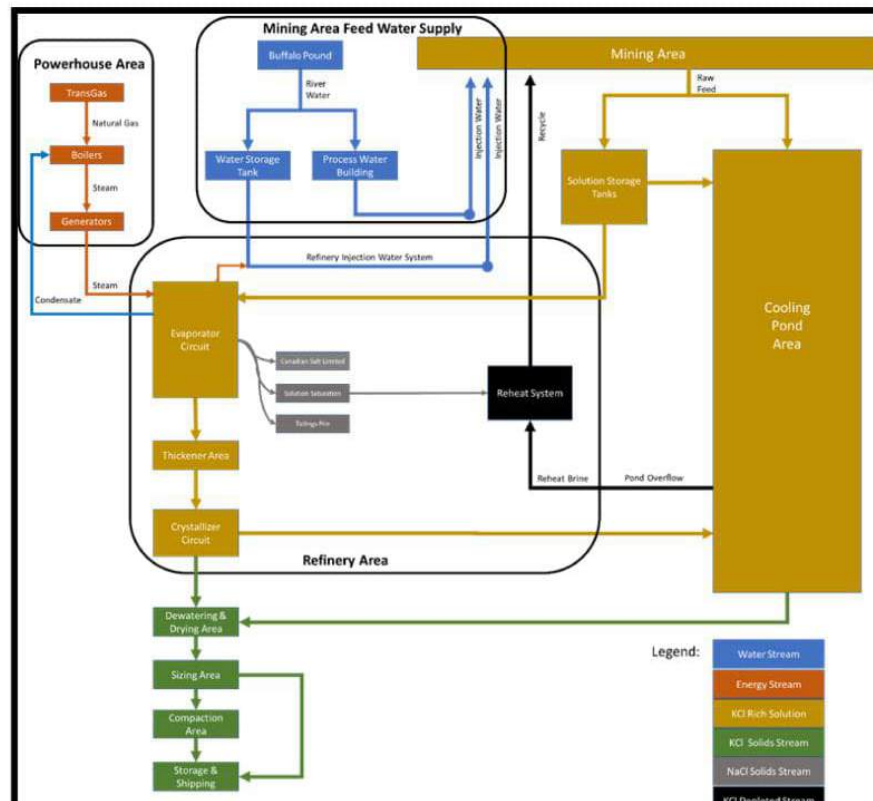 Mining Area Feed Water Supply
Powerhouse Area
Buffalo Pound
Mining Area
TransGas
River
Water
Raw
Feed
Natural Gas
Injection Water
Injection Water
Recycle
Boilers
Water Storage
Tank
Process Water
Building
Solution Storage
Tanks
Steam
Generators
Refinery Injection Water System
Steam
Condensate
Evaporator
Circuit
Cooling
Pond
Area
Canadian Salt Limited
Solution Saturation
Tailings Pile
Reheat System
Thickener Area
Reheat Brine
Pond Overflow
Crystallizer
Circuit
Refinery Area
Dewatering &
Drying Area
Sizing Area
Compaction
Area
Storage &
Shipping
Legend:
Water Stream
Energy Stream
KCl Rich Solution
KCl Solids Stream
NaCl Solids Stream
KCl Depleted Stream